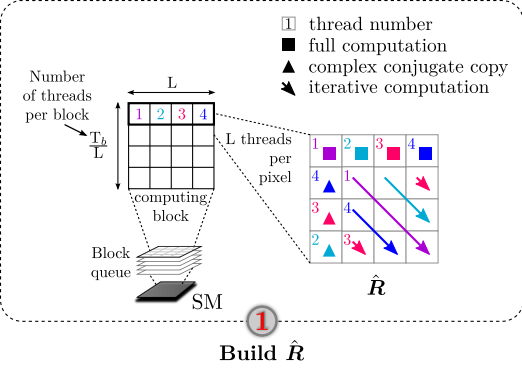 1 thread number
full computation
complex conjugate copy
iterative computation
Number
of threads
per block
L
T_b
L
1 2 3 4
L threads
per
pixel
1 2 3 4
4 1
3 4
2 3
computing
block
Block
queue
SM
R̂
1
Build R̂